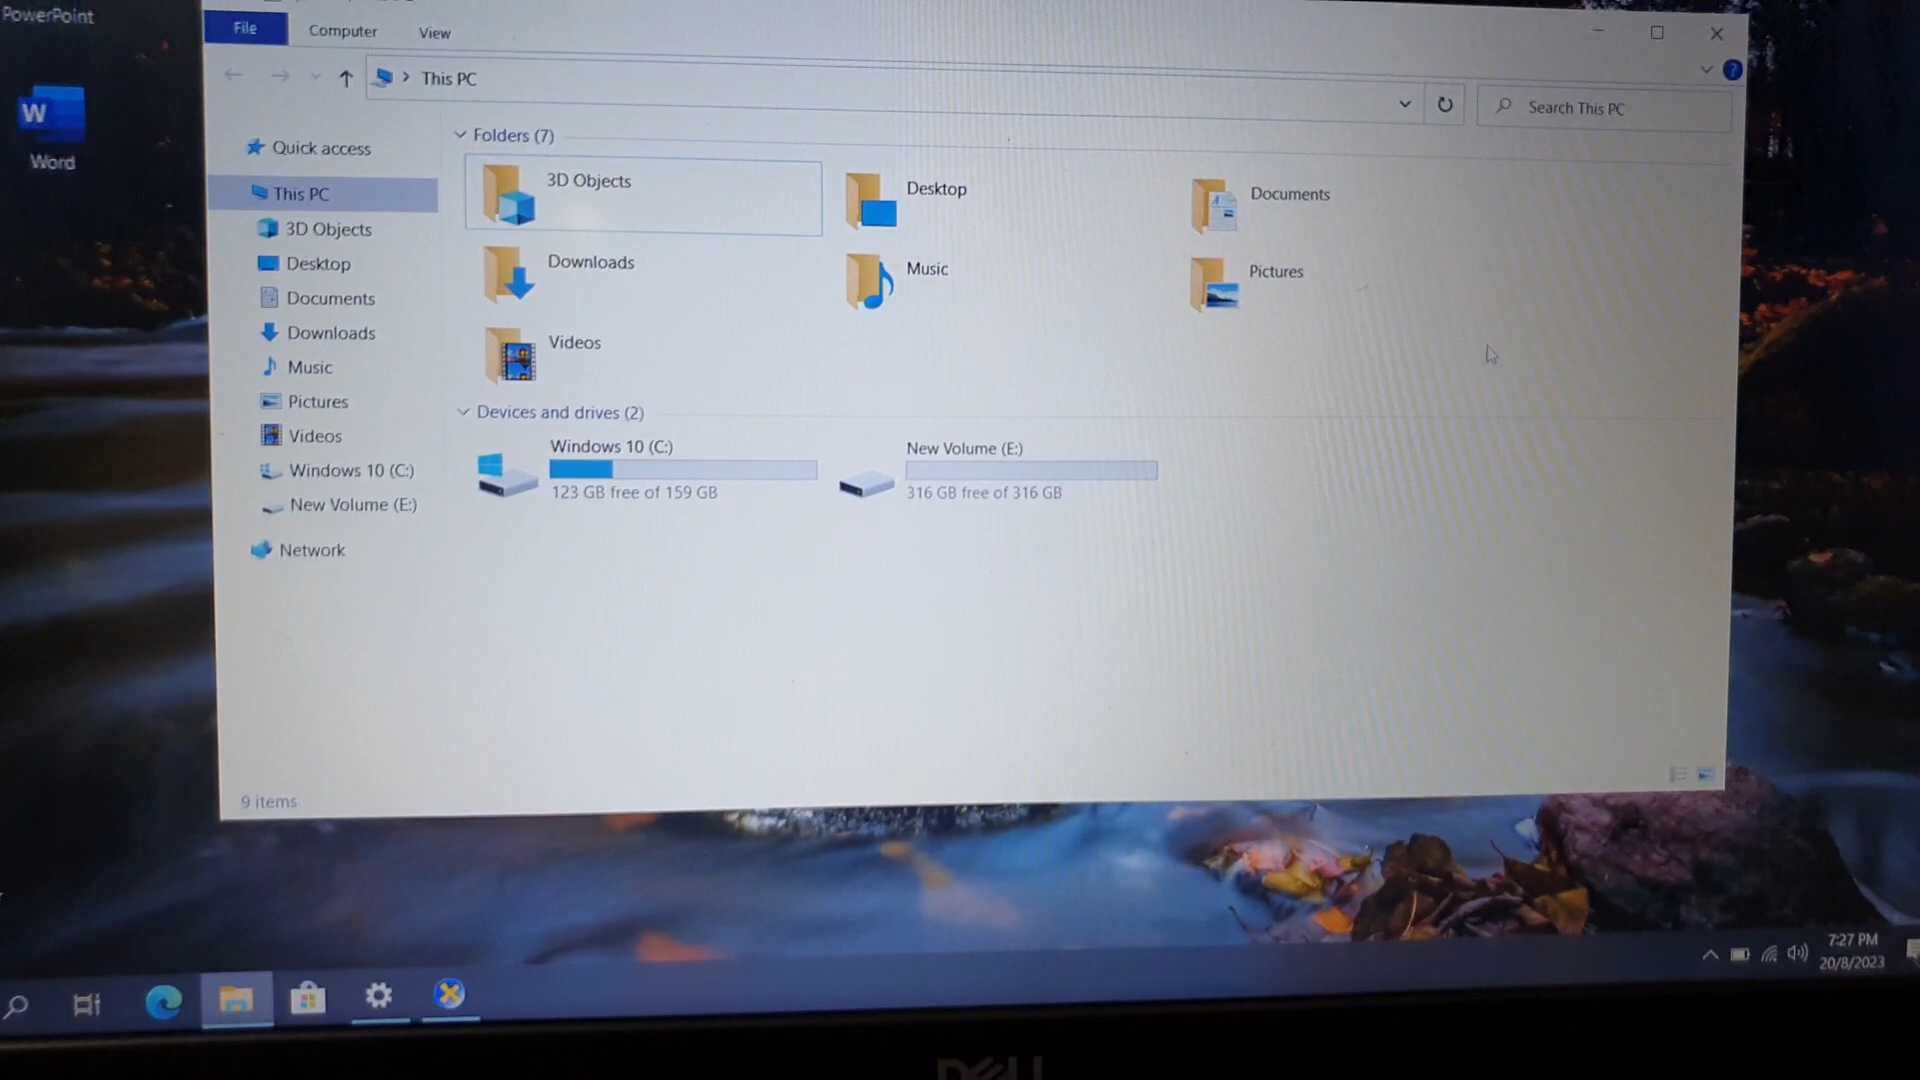 PowerPoint
Word
File
Computer
View
This PC
Search This PC
Quick access
This PC
3D Objects
Desktop
Documents
Downloads
Music
Pictures
Videos
Windows 10 (C:)
New Volume (E:)
Network
Folders (7)
3D Objects
Desktop
Documents
Downloads
Music
Pictures
Videos
Devices and drives (2)
Windows 10 (C:)
123 GB free of 159 GB
New Volume (E:)
316 GB free of 316 GB
9 items
7:27 PM
20/8/2023
DELL